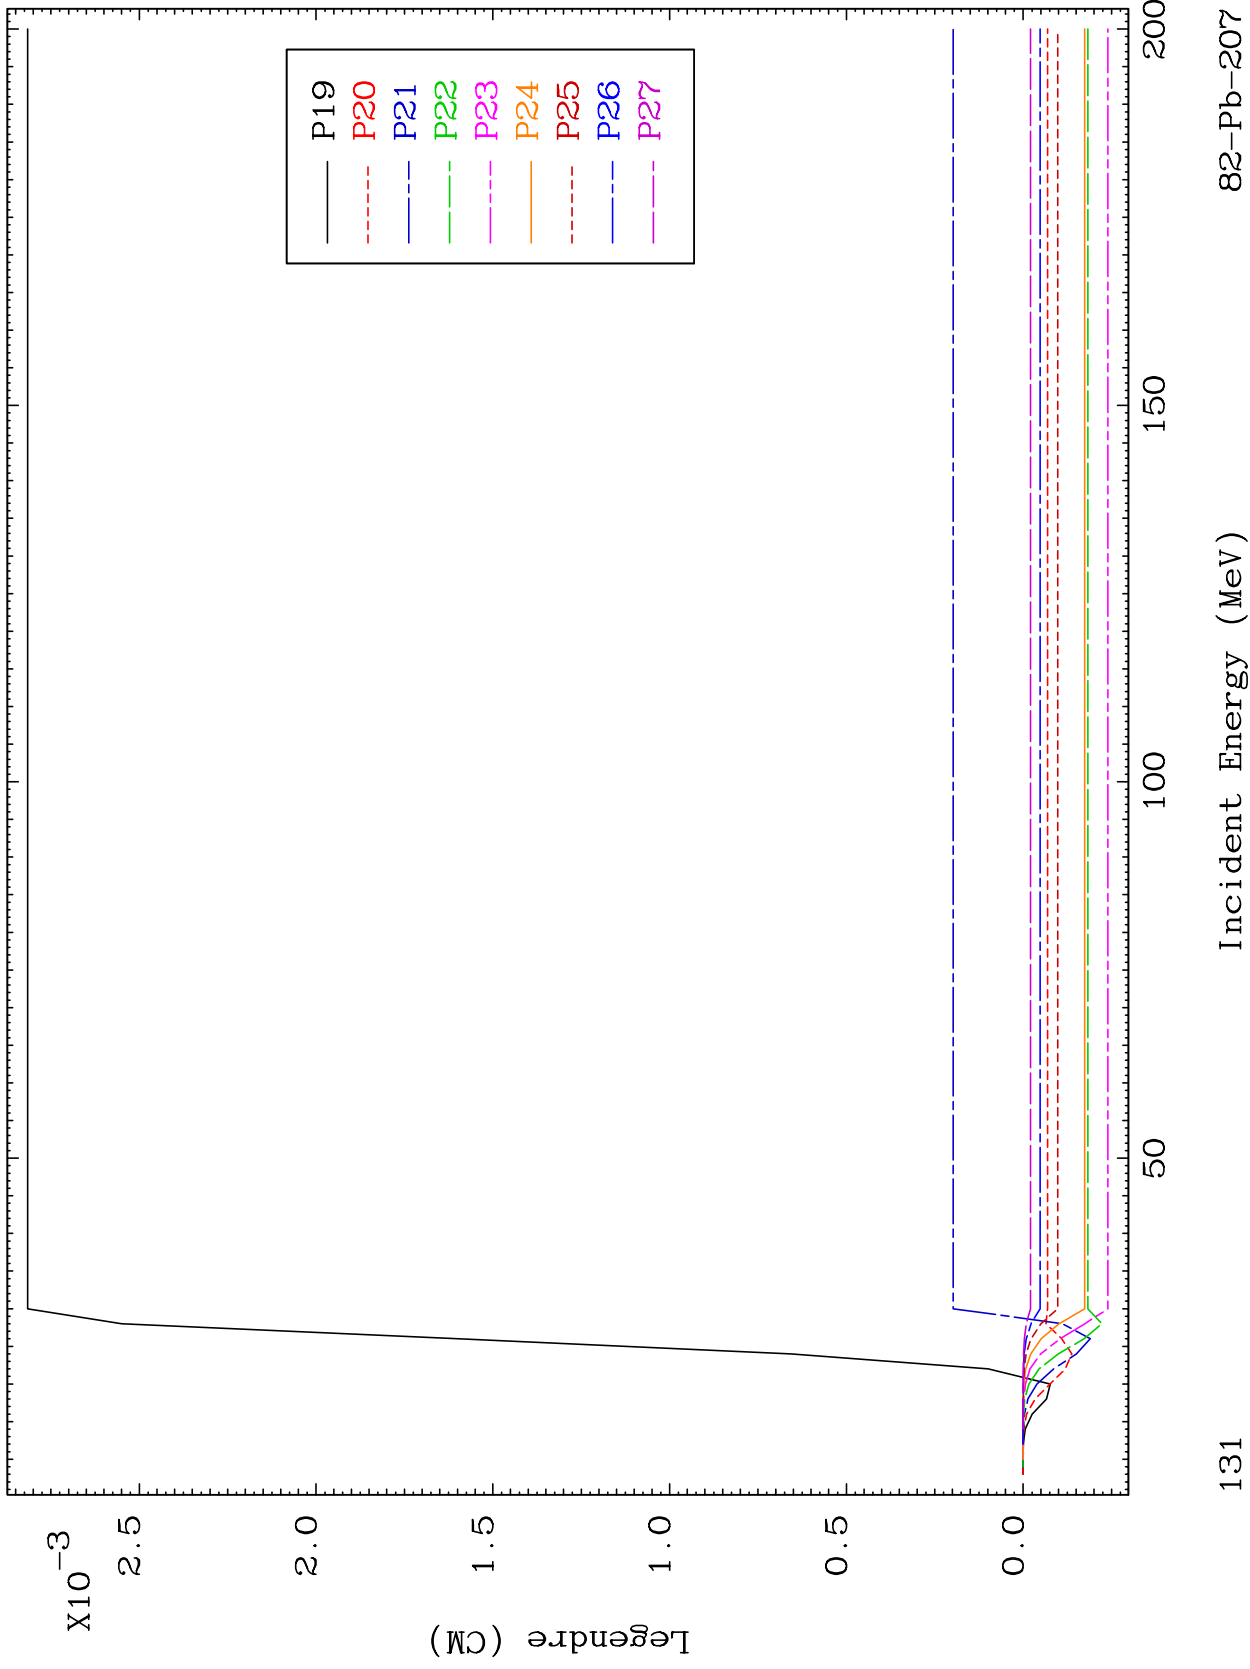 X10-3
2.5
2.0
1.5
1.0
0.5
0.0
Legendre (CM)
P19
P20
P21
P22
P23
P24
P25
P26
P27
50
100
150
200
Incident Energy (MeV)
131
82-Pb-207